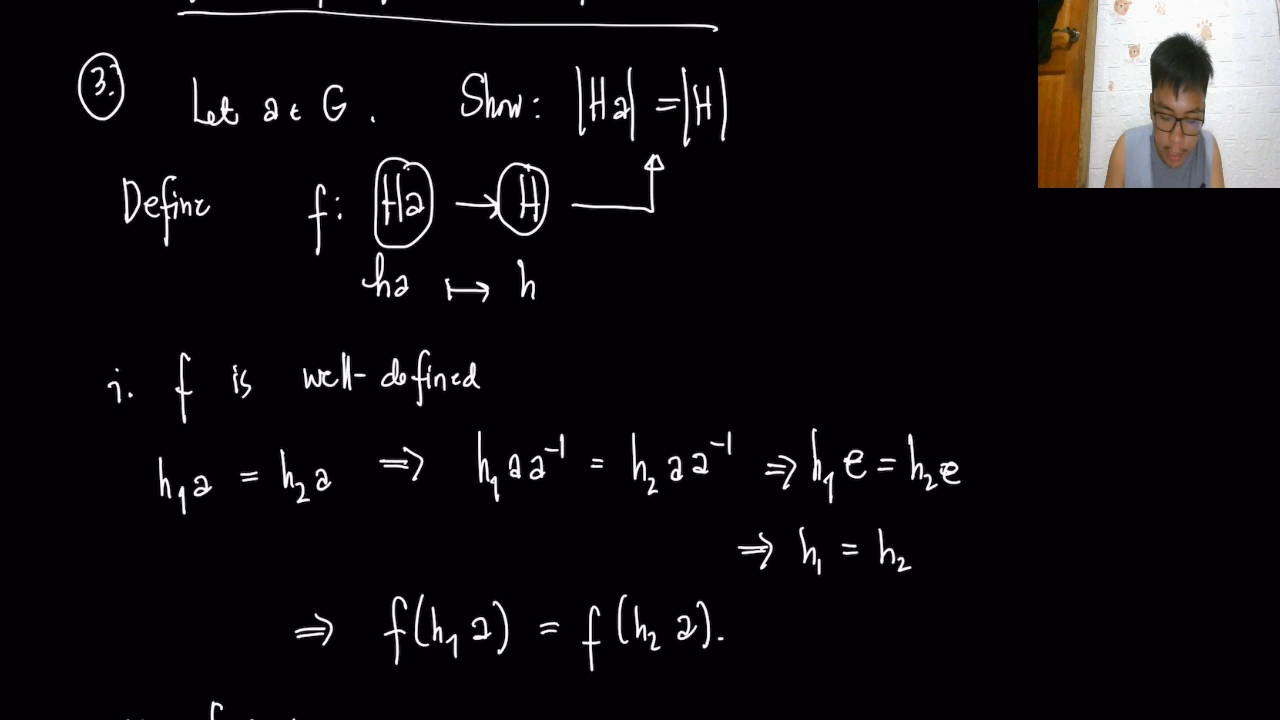 3. Let a ∈ G. Show: |Ha| = |H|
Define f: Ha → H
ha ↦ h
i. f is well-defined
h₁a = h₂a ⇒ h₁aa⁻¹ = h₂aa⁻¹ ⇒ h₁e = h₂e
⇒ h₁ = h₂
⇒ f(h₁a) = f(h₂a).